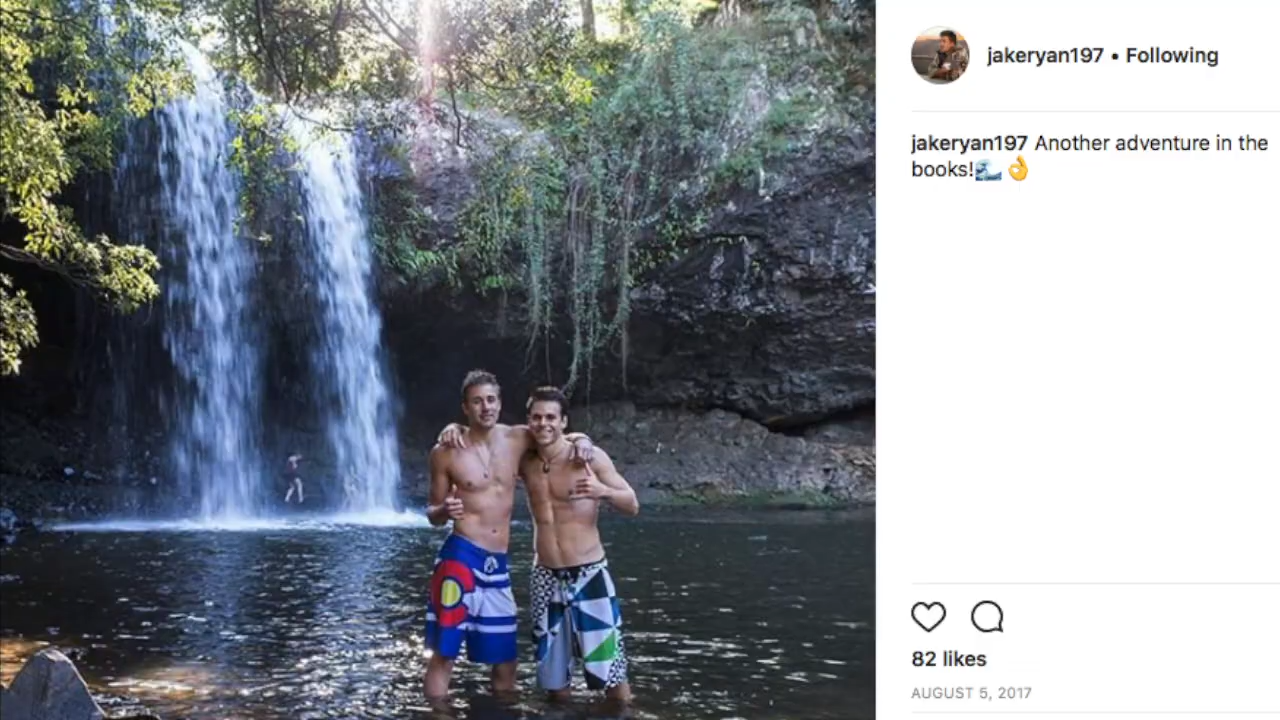 jakeryan197 • Following
jakeryan197 Another adventure in the
books!🌊👌
82 likes
AUGUST 5, 2017